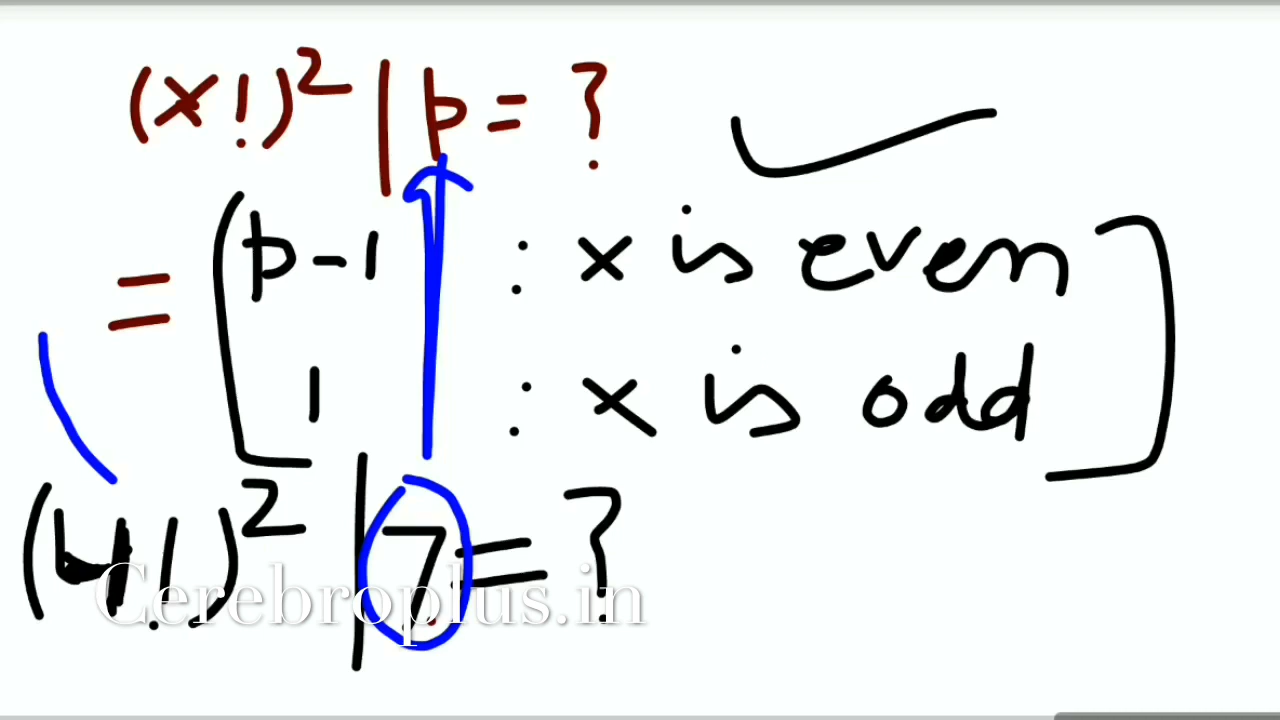 (x!)² | p = ?
= (p-1 : x is even
1 : x is odd]
(4!)² | 7 = ?
Cerebroplus.in